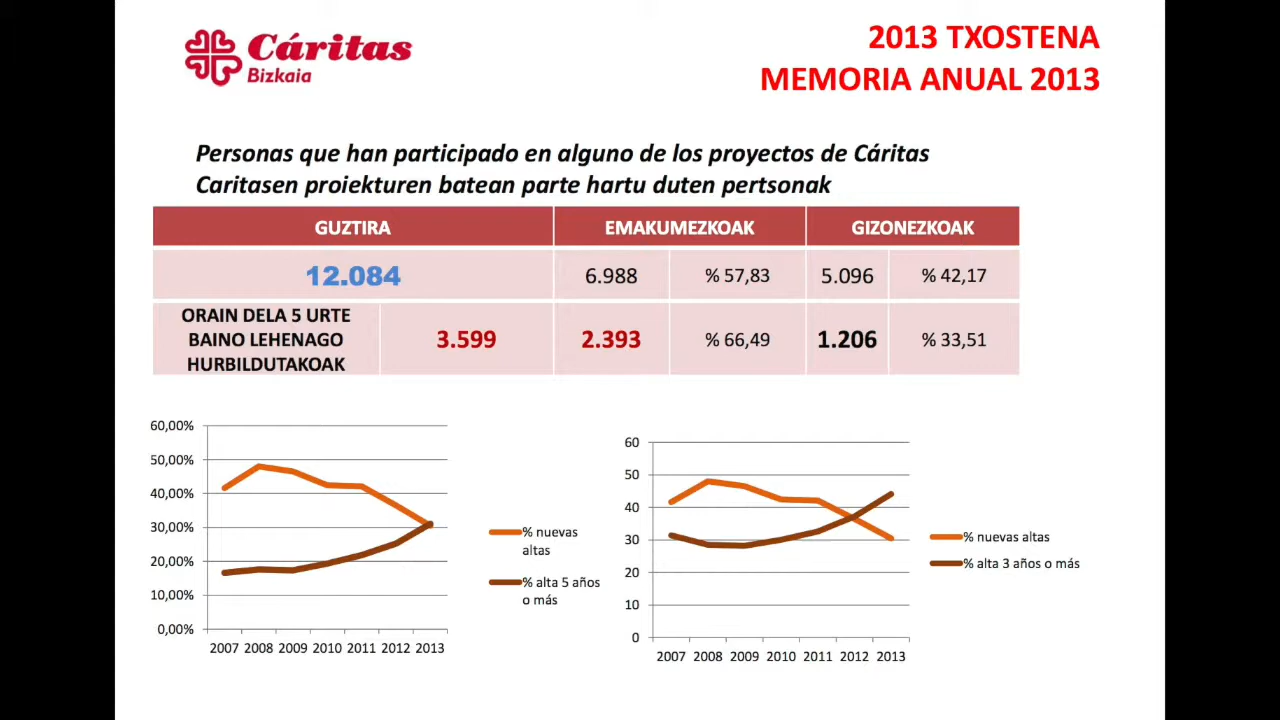 Cáritas
Bizkaia
2013 TXOSTENA
MEMORIA ANUAL 2013
Personas que han participado en alguno de los proyectos de Cáritas
Caritasen proiekturen batean parte hartu duten pertsonak
GUZTIRA EMAKUMEZKOAK GIZONEZKOAK
12.084 6.988 % 57,83 5.096 % 42,17
ORAIN DELA 5 URTE
BAINO LEHENAGO
HURBILDUTAKOAK
3.599 2.393 % 66,49 1.206 % 33,51
60,00%
50,00%
40,00%
30,00%
20,00%
10,00%
0,00%
2007 2008 2009 2010 2011 2012 2013
% nuevas
altas
% alta 5 años
o más
60
50
40
30
20
10
0
2007 2008 2009 2010 2011 2012 2013
% nuevas altas
% alta 3 años o más